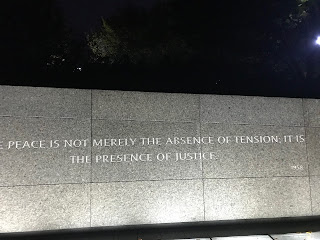 E PEACE IS NOT MERELY THE ABSENCE OF TENSION; IT IS
THE PRESENCE OF JUSTICE.